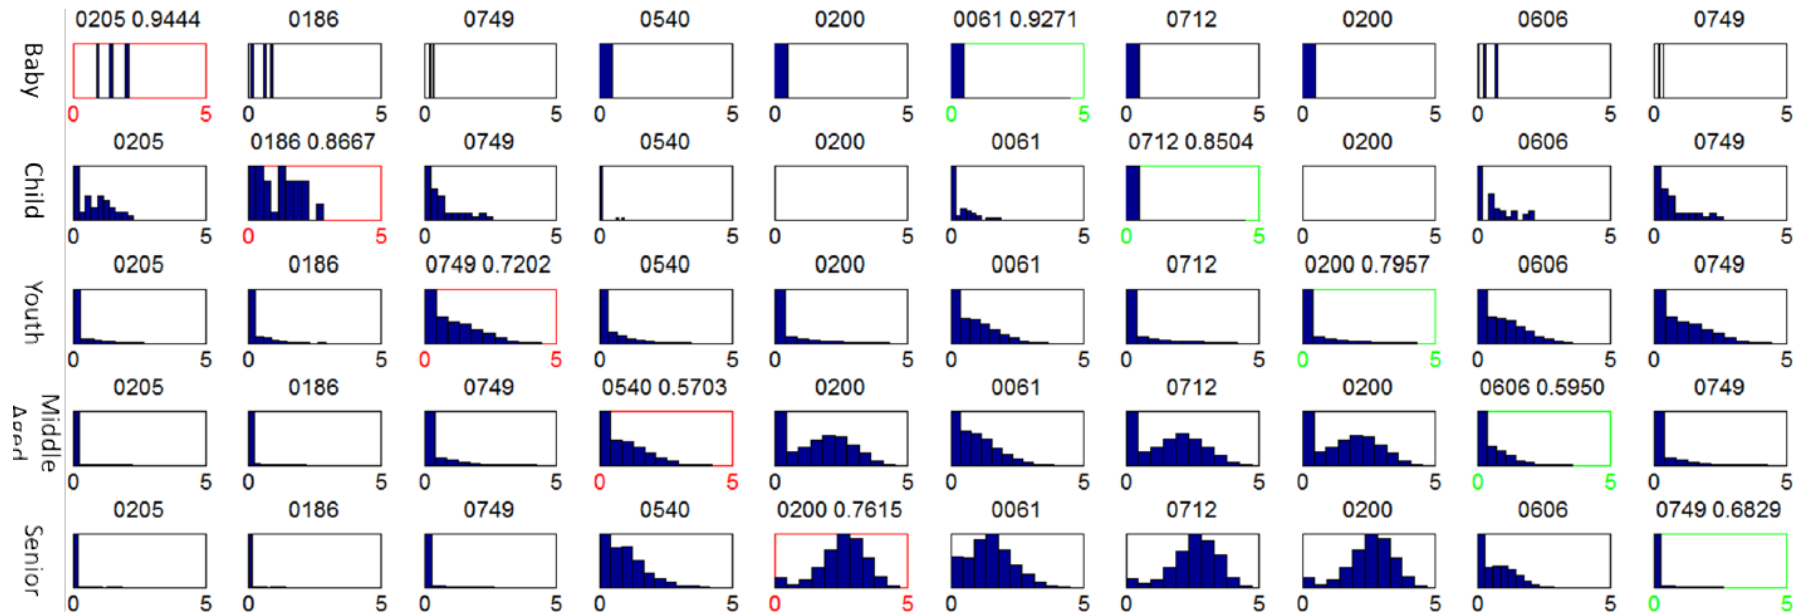 0205 0.9444 0186 0749 0540 0200 0061 0.9271 0712 0200 0606 0749
Baby
0 5 0 5 0 5 0 5 0 5 0 5 0 5 0 5 0 5 0 5
0205 0186 0.8667 0749 0540 0200 0061 0712 0.8504 0200 0606 0749
Child
0 5 0 5 0 5 0 5 0 5 0 5 0 5 0 5 0 5 0 5
0205 0186 0749 0.7202 0540 0200 0061 0712 0200 0.7957 0606 0749
Youth
0 5 0 5 0 5 0 5 0 5 0 5 0 5 0 5 0 5 0 5
0205 0186 0749 0540 0.5703 0200 0061 0712 0200 0606 0.5950 0749
Middle
0 5 0 5 0 5 0 5 0 5 0 5 0 5 0 5 0 5 0 5
0205 0186 0749 0540 0200 0.7615 0061 0712 0200 0606 0749 0.6829
Senior
0 5 0 5 0 5 0 5 0 5 0 5 0 5 0 5 0 5 0 5